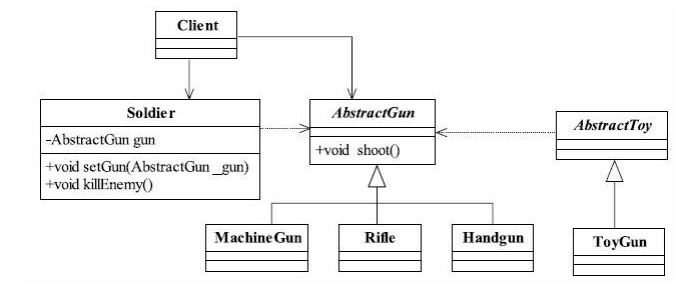 Client
Soldier
-AbstractGun gun
+void setGun(AbstractGun _gun)
+void killEnemy()
AbstractGun
+void shoot()
AbstractToy
MachineGun
Rifle
Handgun
ToyGun